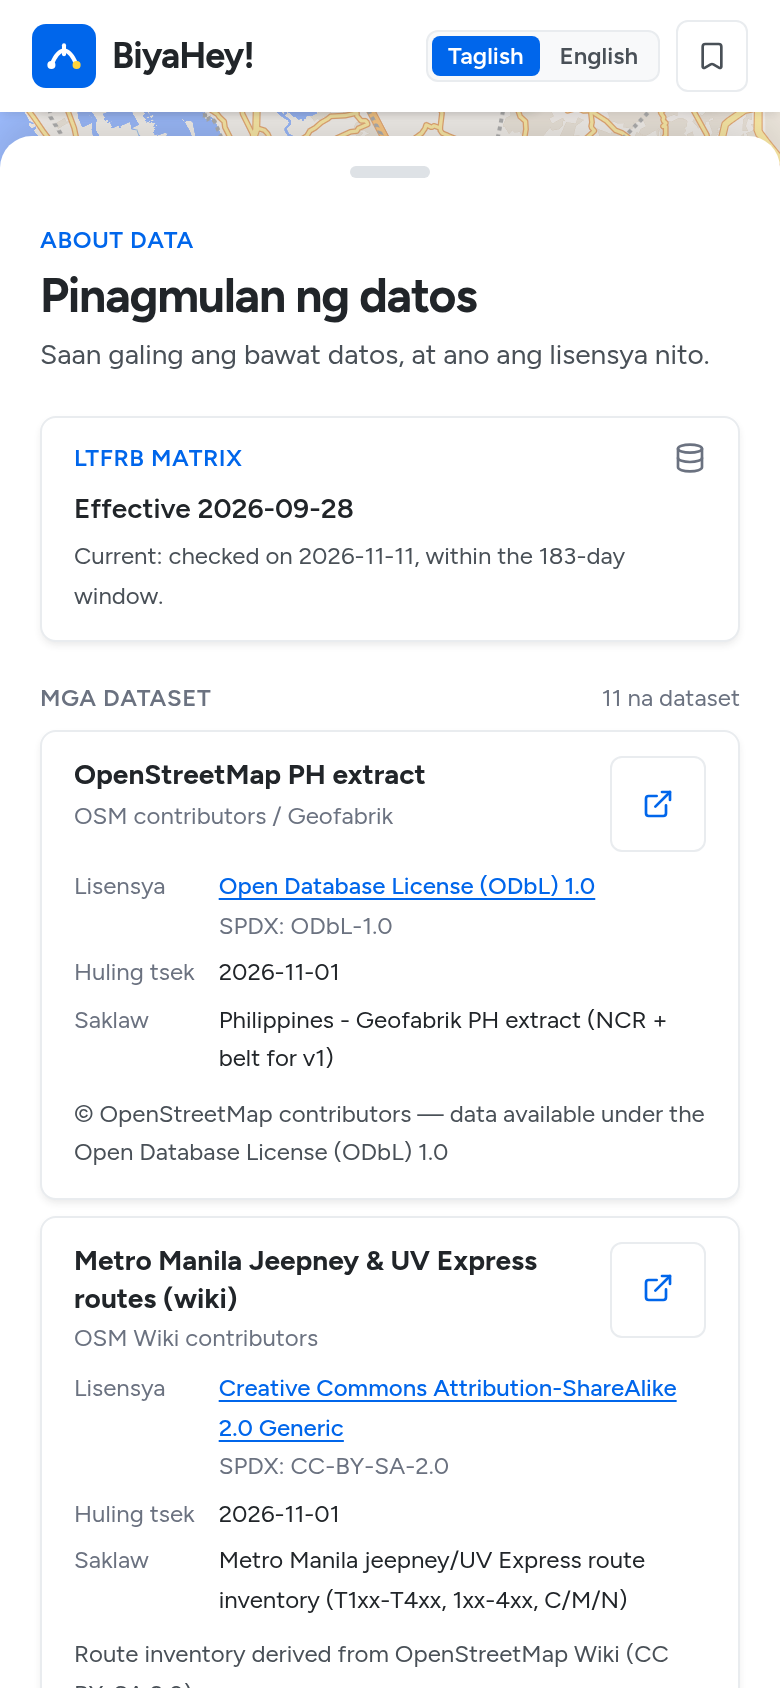 BiyaHey!
Taglish English
ABOUT DATA
Pinagmulan ng datos
Saan galing ang bawat datos, at ano ang lisensya nito.
LTFRB MATRIX
Effective 2026-09-28
Current: checked on 2026-11-11, within the 183-day
window.
MGA DATASET 11 na dataset
OpenStreetMap PH extract
OSM contributors / Geofabrik
Lisensya Open Database License (ODbL) 1.0
SPDX: ODbL-1.0
Huling tsek 2026-11-01
Saklaw Philippines - Geofabrik PH extract (NCR +
belt for v1)
© OpenStreetMap contributors — data available under the
Open Database License (ODbL) 1.0
Metro Manila Jeepney & UV Express
routes (wiki)
OSM Wiki contributors
Lisensya Creative Commons Attribution-ShareAlike
2.0 Generic
SPDX: CC-BY-SA-2.0
Huling tsek 2026-11-01
Saklaw Metro Manila jeepney/UV Express route
inventory (T1xx-T4xx, 1xx-4xx, C/M/N)
Route inventory derived from OpenStreetMap Wiki (CC